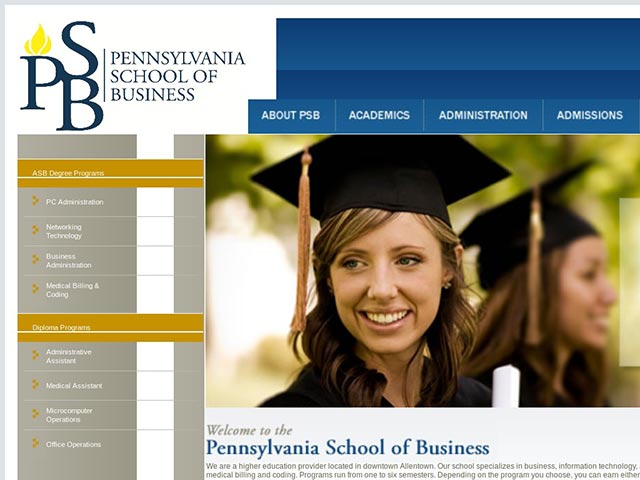 PSB
PENNSYLVANIA
SCHOOL OF
BUSINESS
ABOUT PSB
ACADEMICS
ADMINISTRATION
ADMISSIONS
ASB Degree Programs
PC Administration
Networking
Technology
Business
Administration
Medical Billing &
Coding
Diploma Programs
Administrative
Assistant
Medical Assistant
Microcomputer
Operations
Office Operations
Welcome to the
Pennsylvania School of Business
We are a higher education provider located in downtown Allentown. Our school specializes in business, information technology,
medical billing and coding. Programs run from one to six semesters. Depending on the program you choose, you can earn either